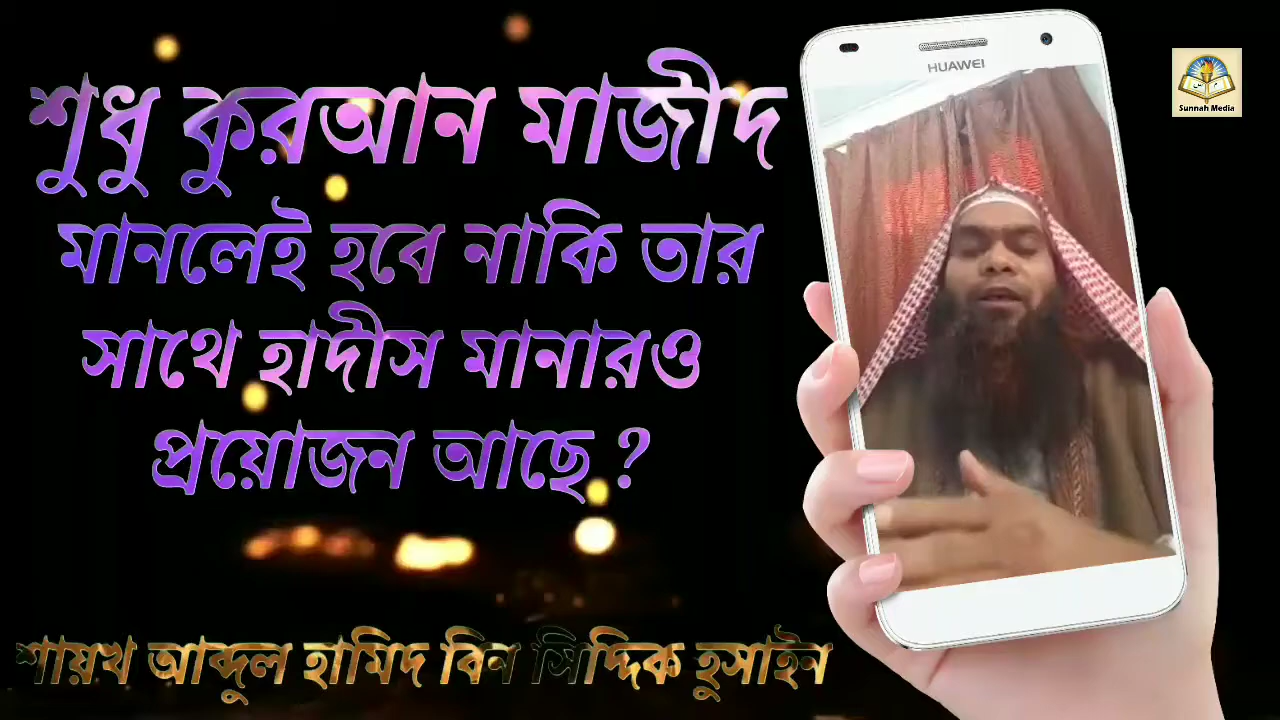 শুধু কুরআন মাজীদ
মানলেই হবে নাকি তার
সাথে হাদীস মানারও
প্রয়োজন আছে ?
শায়খ আব্দুল হামিদ বিন সিদ্দিক হুসাইন
HUAWEI
Sunnah Media